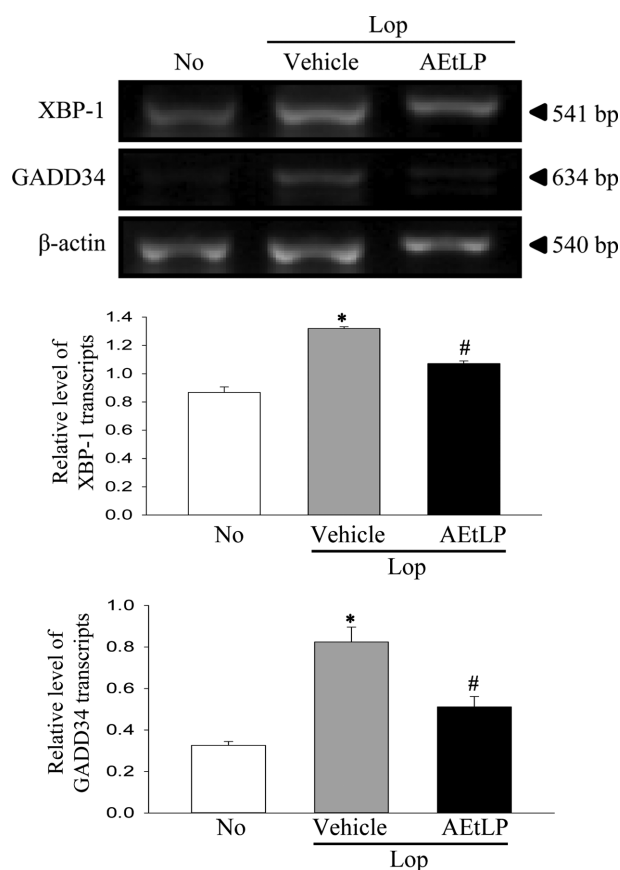 Lop
No Vehicle AEtLP
XBP-1 541 bp
GADD34 634 bp
β-actin 540 bp
Relative level of
XBP-1 transcripts
1.4
1.2
1.0
0.8
0.6
0.4
0.2
0.0
*
#
No Vehicle AEtLP
Lop
Relative level of
GADD34 transcripts
1.0
0.8
0.6
0.4
0.2
0.0
*
#
No Vehicle AEtLP
Lop